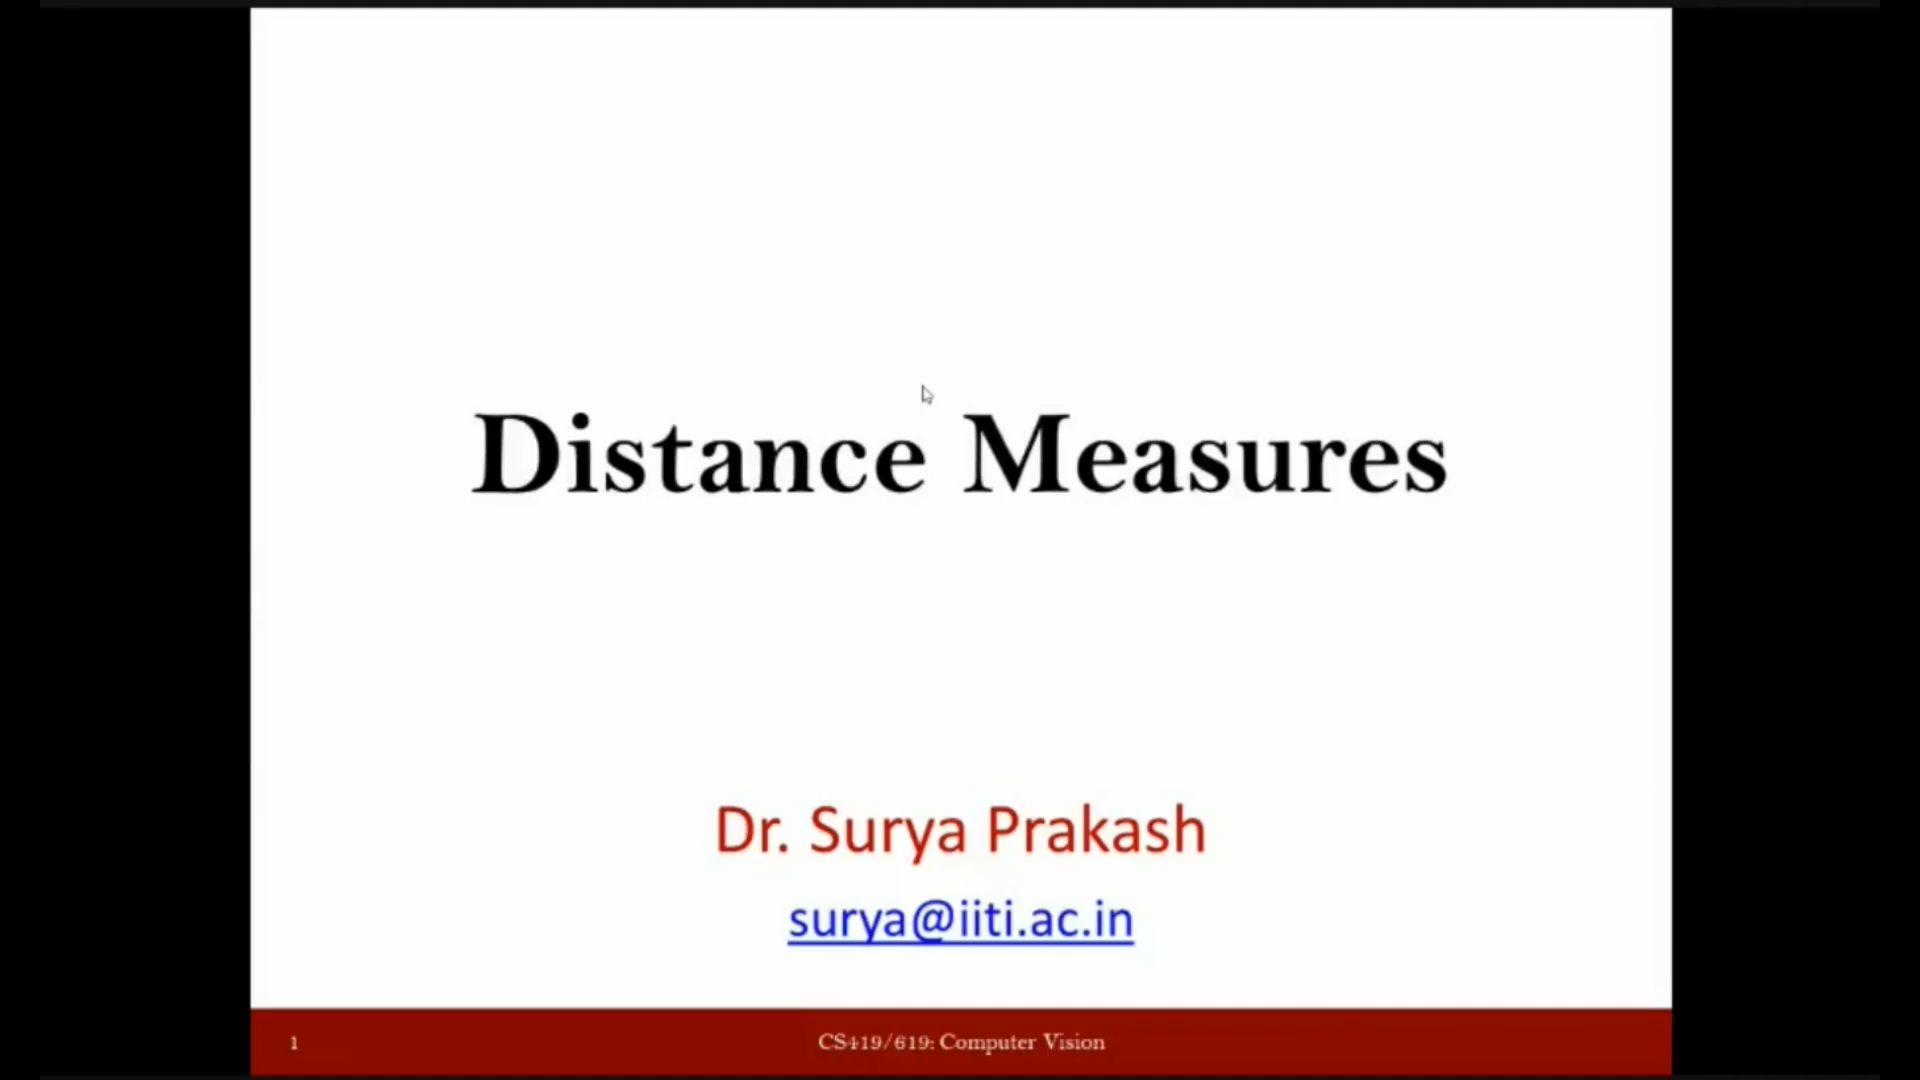 Distance Measures
Dr. Surya Prakash
surya@iiti.ac.in
1
CS419/619: Computer Vision